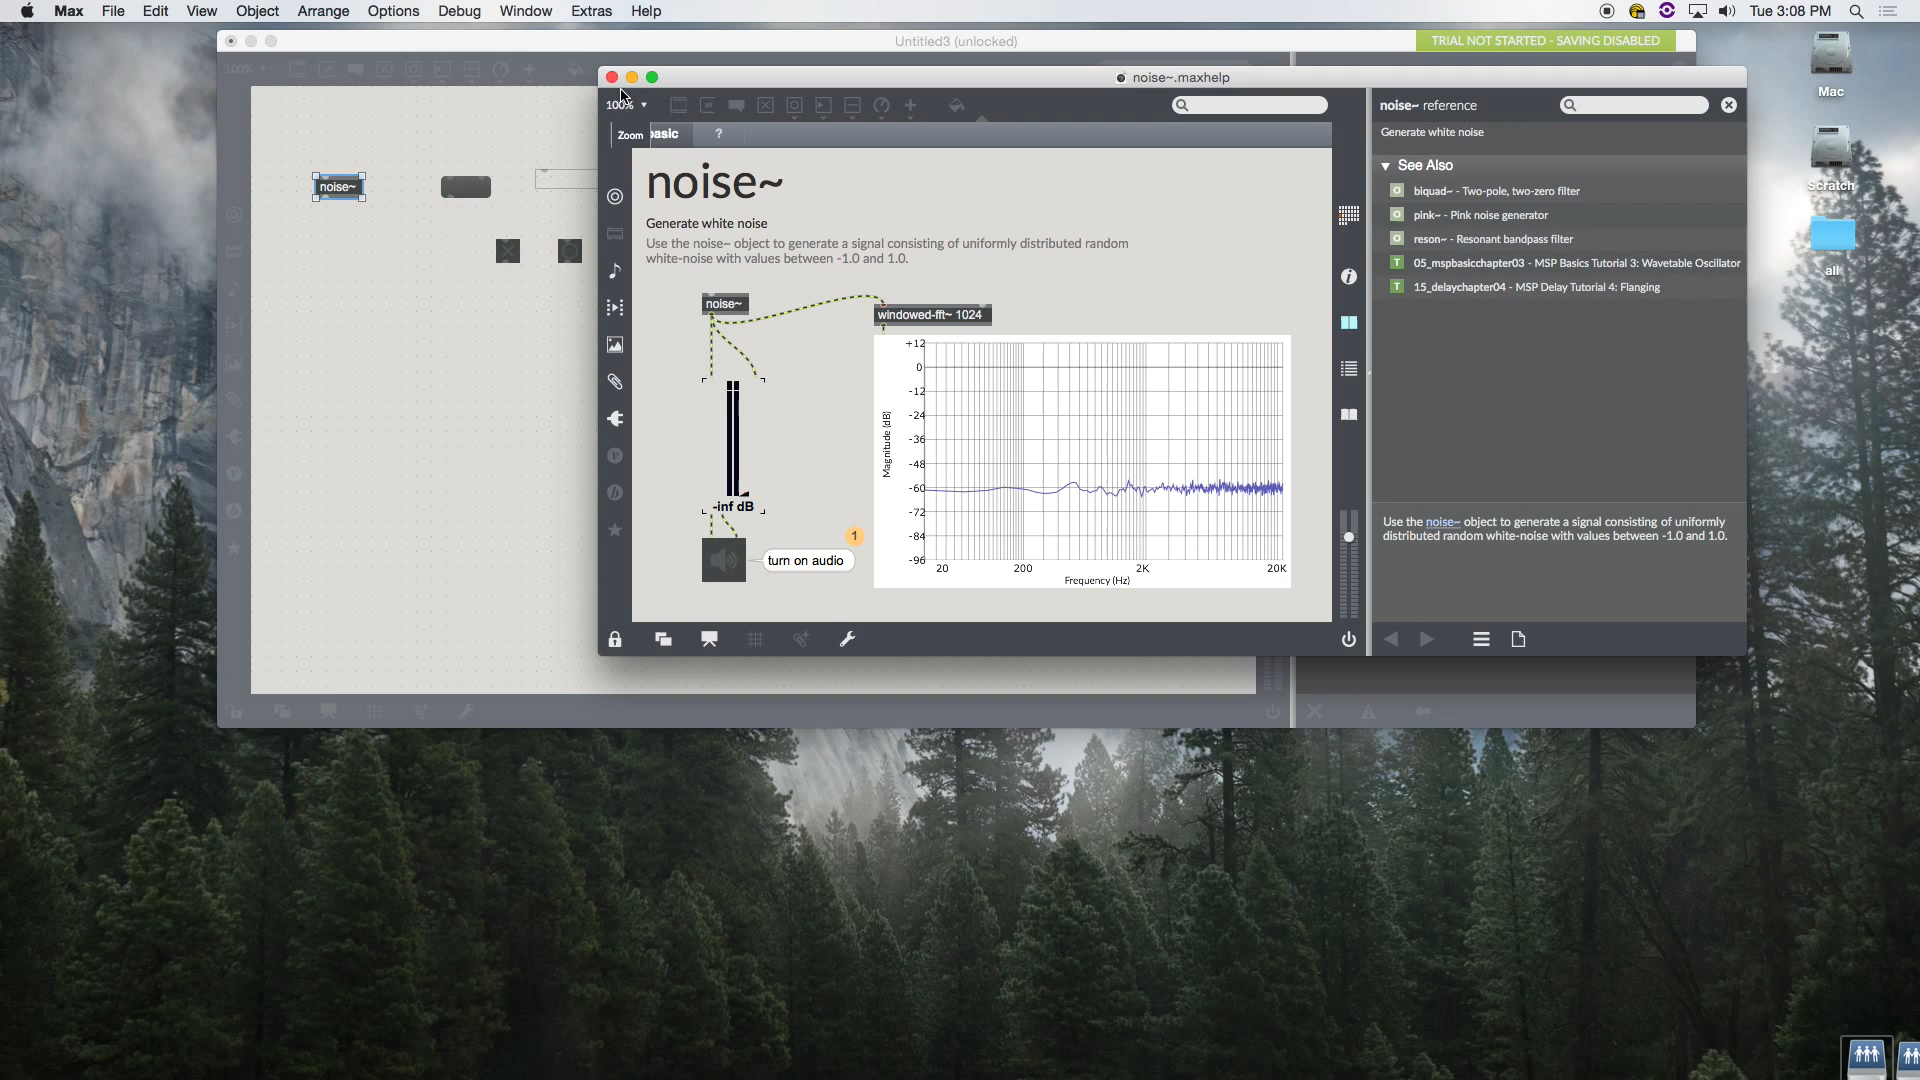 Max File Edit View Object Arrange Options Debug Window Extras Help
Tue 3:08 PM
Untitled3 (unlocked)
TRIAL NOT STARTED - SAVING DISABLED
100%
noise~
noise~.maxhelp
100%
Zoom
basic
?
noise~
Generate white noise
Use the noise~ object to generate a signal consisting of uniformly distributed random
white-noise with values between -1.0 and 1.0.
noise~
windowed-fft~ 1024
+12
0
-12
-24
-36
-48
-60
-72
-84
-96
Magnitude (dB)
20 200 2K 20K
Frequency (Hz)
-inf dB
1
turn on audio
noise~ reference
Generate white noise
See Also
O biquad~ - Two-pole, two-zero filter
O pink~ - Pink noise generator
O reson~ - Resonant bandpass filter
T 05_mspbasicchapter03 - MSP Basics Tutorial 3: Wavetable Oscillator
T 15_delaychapter04 - MSP Delay Tutorial 4: Flanging
Use the noise~ object to generate a signal consisting of uniformly
distributed random white-noise with values between -1.0 and 1.0.
Mac
Scratch
all